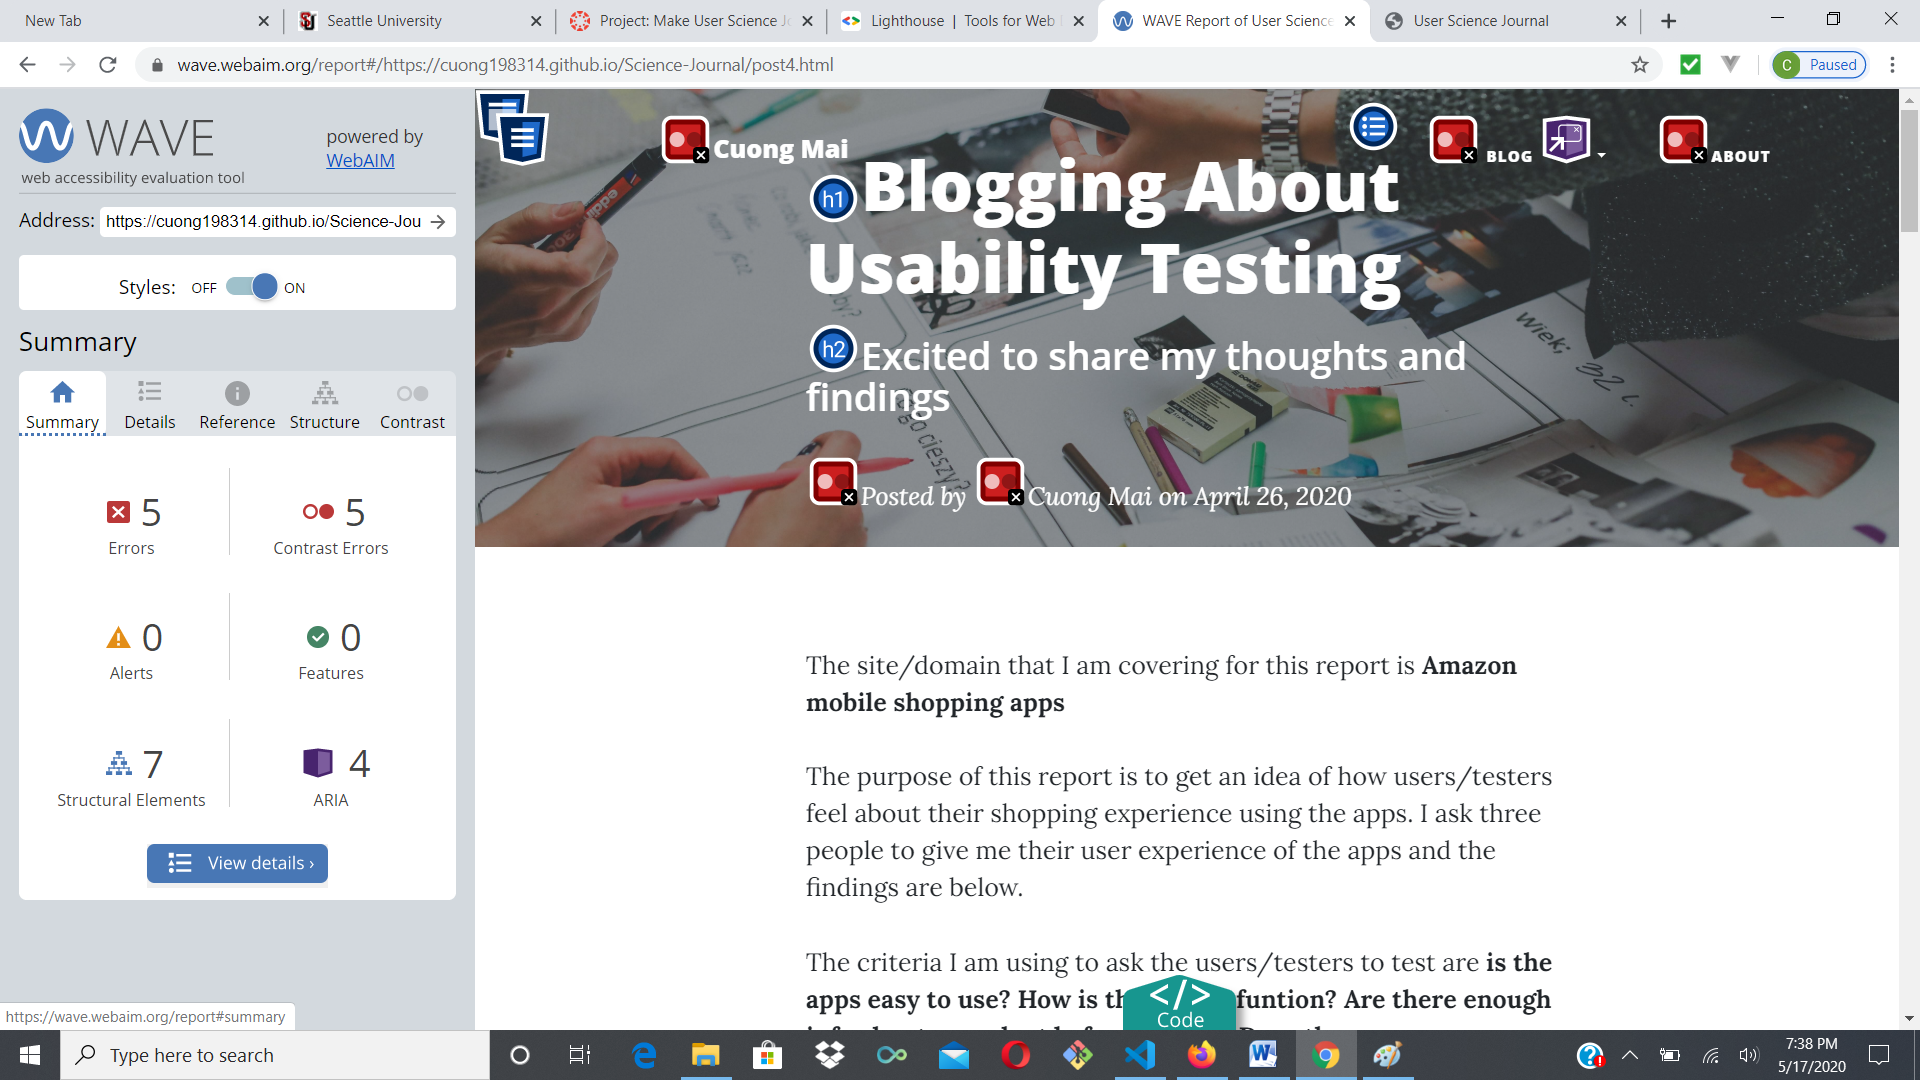 New Tab
Seattle University
Project: Make User Science Jo
Lighthouse | Tools for Web
WAVE Report of User Science
User Science Journal
wave.webaim.org/report#/https://cuong198314.github.io/Science-Journal/post4.html
C Paused
WAVE
web accessibility evaluation tool
powered by
WebAIM
Address: https://cuong198314.github.io/Science-Jou
Styles: OFF ON
Summary
Summary
Details
Reference
Structure
Contrast
5
Errors
5
Contrast Errors
0
Alerts
0
Features
7
Structural Elements
4
ARIA
View details ›
https://wave.webaim.org/report#summary
Cuong Mai
BLOG
ABOUT
h1 Blogging About
Usability Testing
h2 Excited to share my thoughts and
findings
Posted by Cuong Mai on April 26, 2020
Wiek:
32 l.
go cieszy?
The site/domain that I am covering for this report is Amazon
mobile shopping apps
The purpose of this report is to get an idea of how users/testers
feel about their shopping experience using the apps. I ask three
people to give me their user experience of the apps and the
findings are below.
The criteria I am using to ask the users/testers to test are is the
apps easy to use? How is funtion? Are there enough
</> Code
Type here to search
7:38 PM
5/17/2020